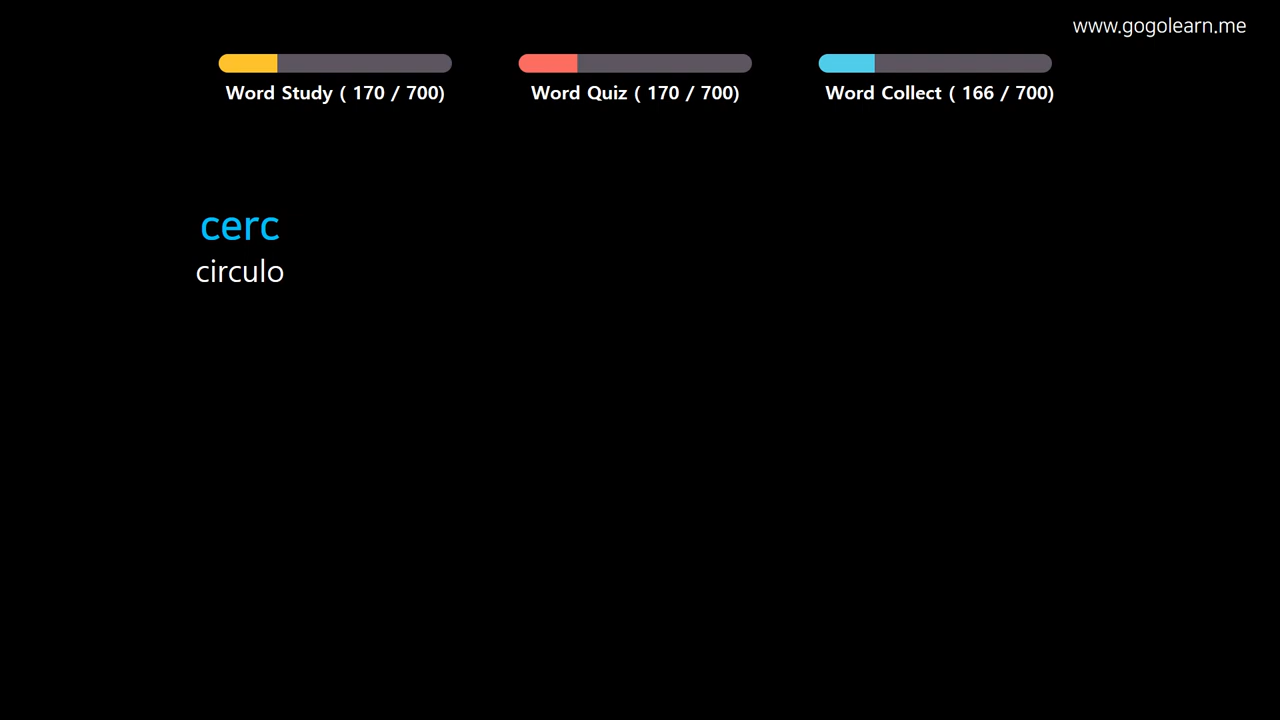 www.gogolearn.me
Word Study ( 170 / 700)
Word Quiz ( 170 / 700)
Word Collect ( 166 / 700)
cerc
circulo